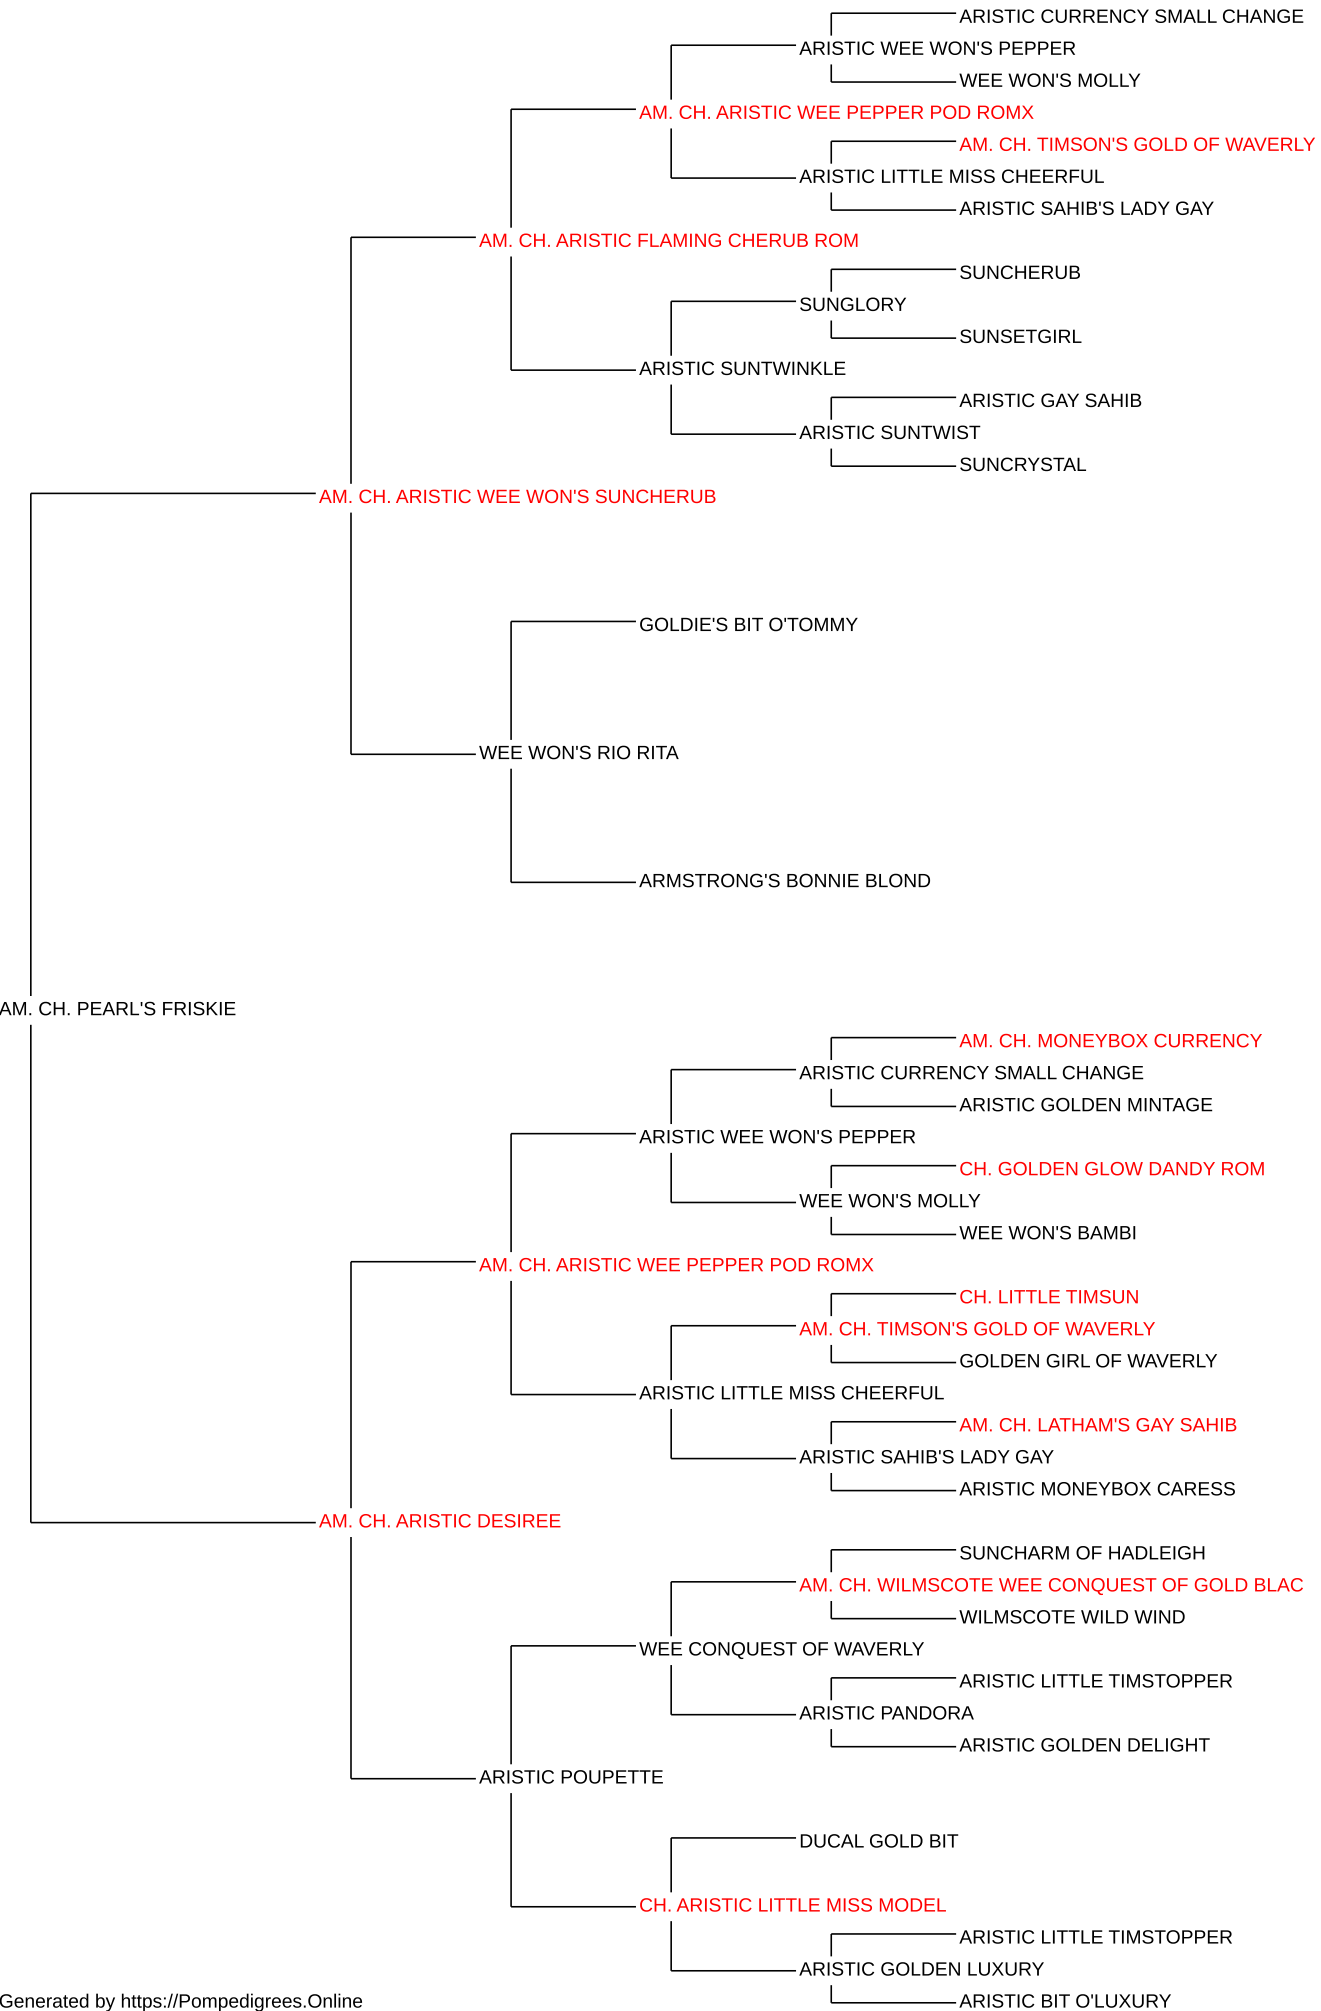 ARISTIC CURRENCY SMALL CHANGE
ARISTIC WEE WON'S PEPPER
WEE WON'S MOLLY
AM. CH. ARISTIC WEE PEPPER POD ROMX
AM. CH. TIMSON'S GOLD OF WAVERLY
ARISTIC LITTLE MISS CHEERFUL
ARISTIC SAHIB'S LADY GAY
AM. CH. ARISTIC FLAMING CHERUB ROM
SUNCHERUB
SUNGLORY
SUNSETGIRL
ARISTIC SUNTWINKLE
ARISTIC GAY SAHIB
ARISTIC SUNTWIST
SUNCRYSTAL
AM. CH. ARISTIC WEE WON'S SUNCHERUB
GOLDIE'S BIT O'TOMMY
WEE WON'S RIO RITA
ARMSTRONG'S BONNIE BLOND
AM. CH. PEARL'S FRISKIE
AM. CH. MONEYBOX CURRENCY
ARISTIC CURRENCY SMALL CHANGE
ARISTIC GOLDEN MINTAGE
ARISTIC WEE WON'S PEPPER
CH. GOLDEN GLOW DANDY ROM
WEE WON'S MOLLY
WEE WON'S BAMBI
AM. CH. ARISTIC WEE PEPPER POD ROMX
CH. LITTLE TIMSUN
AM. CH. TIMSON'S GOLD OF WAVERLY
GOLDEN GIRL OF WAVERLY
ARISTIC LITTLE MISS CHEERFUL
AM. CH. LATHAM'S GAY SAHIB
ARISTIC SAHIB'S LADY GAY
ARISTIC MONEYBOX CARESS
AM. CH. ARISTIC DESIREE
SUNCHARM OF HADLEIGH
AM. CH. WILMSCOTE WEE CONQUEST OF GOLD BLAC
WILMSCOTE WILD WIND
WEE CONQUEST OF WAVERLY
ARISTIC LITTLE TIMSTOPPER
ARISTIC PANDORA
ARISTIC GOLDEN DELIGHT
ARISTIC POUPETTE
DUCAL GOLD BIT
CH. ARISTIC LITTLE MISS MODEL
ARISTIC LITTLE TIMSTOPPER
ARISTIC GOLDEN LUXURY
ARISTIC BIT O'LUXURY
Generated by https://Pompedigrees.Online